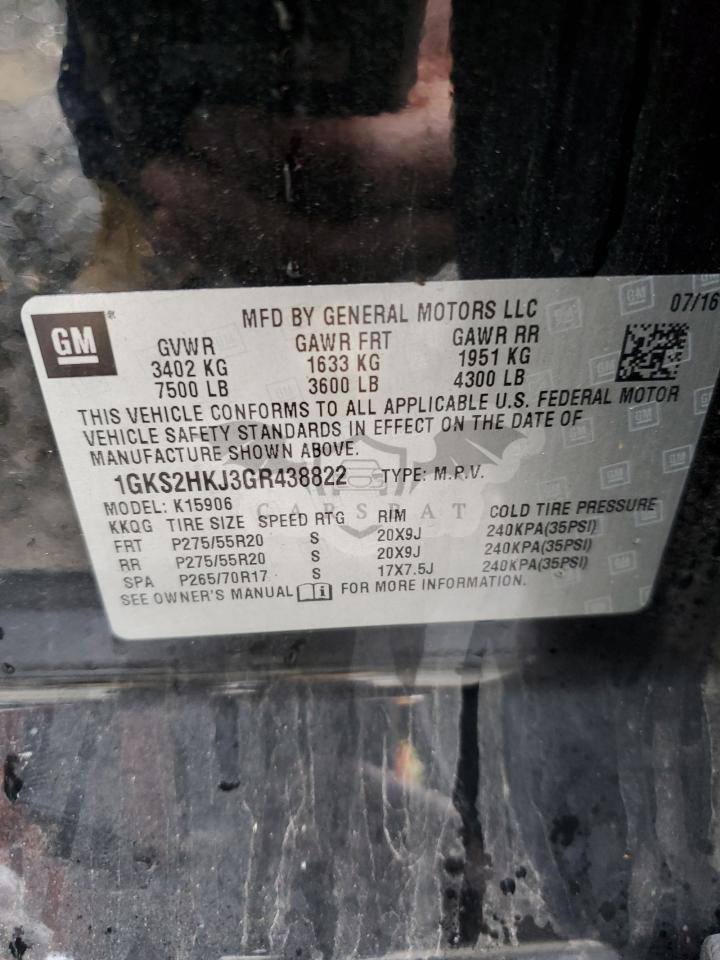 GM
MFD BY GENERAL MOTORS LLC 07/16
GVWR GAWR FRT GAWR RR
3402 KG 1633 KG 1951 KG
7500 LB 3600 LB 4300 LB
THIS VEHICLE CONFORMS TO ALL APPLICABLE U.S. FEDERAL MOTOR
VEHICLE SAFETY STANDARDS IN EFFECT ON THE DATE OF
MANUFACTURE SHOWN ABOVE.
1GKS2HKJ3GR438822 TYPE: M.P.V.
MODEL: K15906
KKQG TIRE SIZE SPEED RTG RIM COLD TIRE PRESSURE
FRT P275/55R20 S 20X9J 240KPA(35PSI)
RR P275/55R20 S 20X9J 240KPA(35PSI)
SPA P265/70R17 S 17X7.5J 240KPA(35PSI)
SEE OWNER'S MANUAL FOR MORE INFORMATION.
CARSPAT